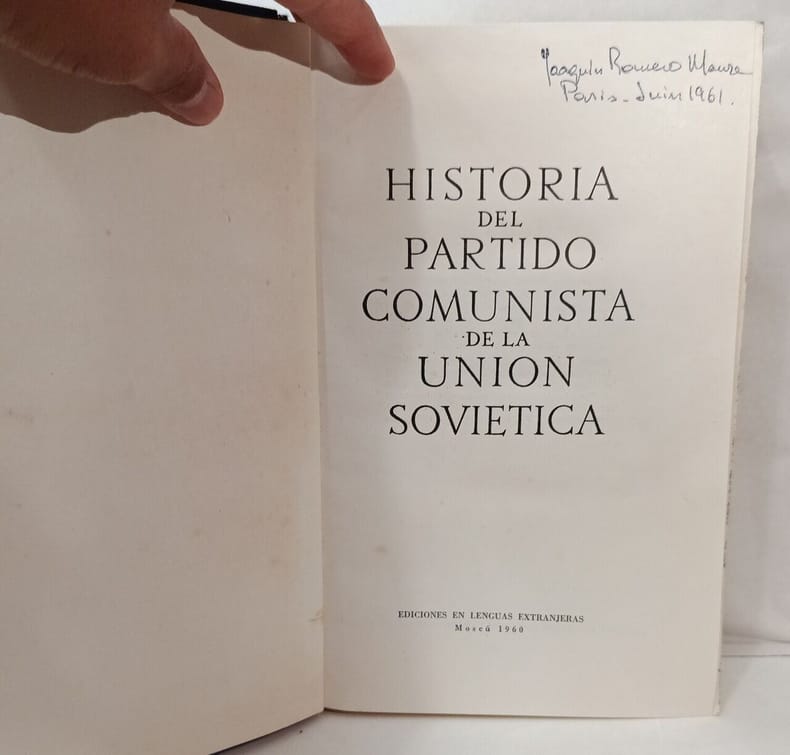 Joaquín Romero Maura
Paris - Juin 1961.
HISTORIA
DEL
PARTIDO
COMUNISTA
DE LA
UNION
SOVIETICA
EDICIONES EN LENGUAS EXTRANJERAS
Moscú 1960